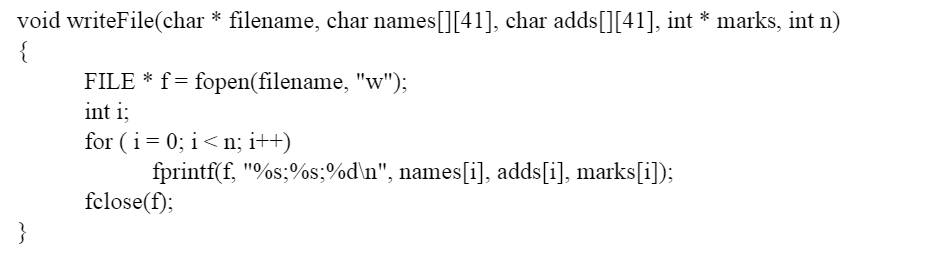 void writeFile(char * filename, char names[][41], char adds[][41], int * marks, int n)
{
FILE * f = fopen(filename, "w");
int i;
for ( i = 0; i < n; i++)
fprintf(f, "%s;%s;%d\n", names[i], adds[i], marks[i]);
fclose(f);
}